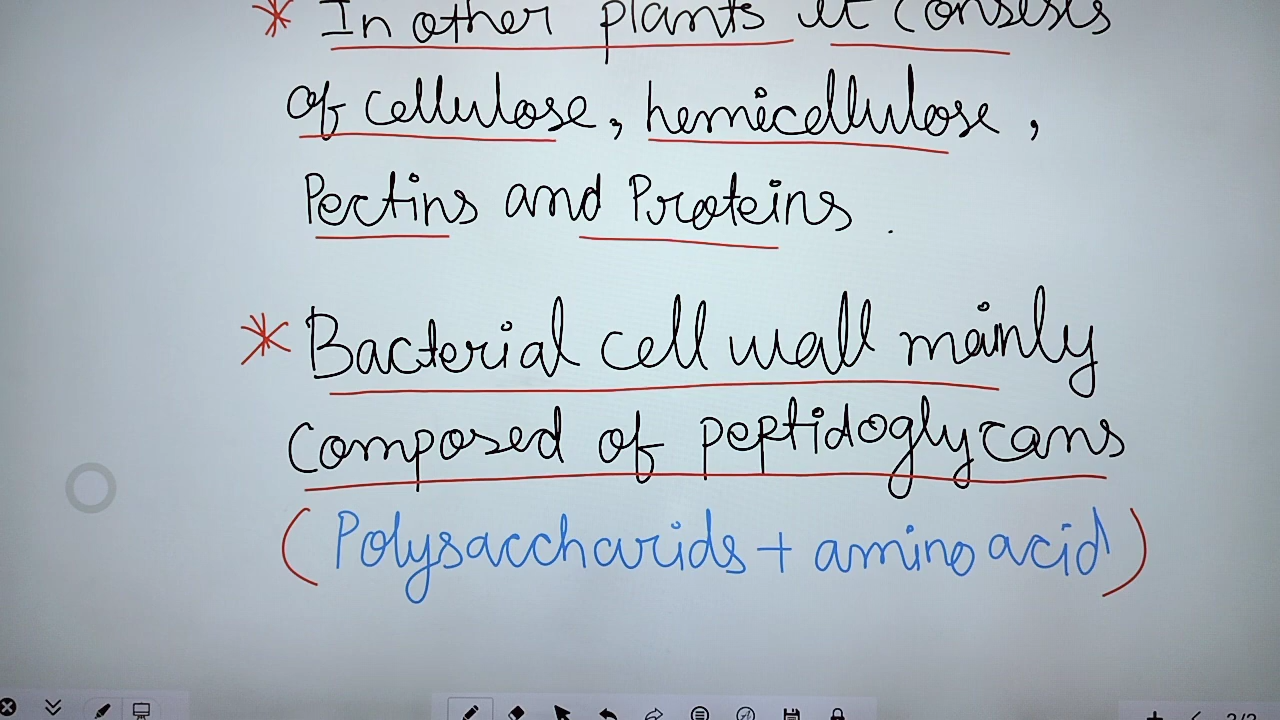 * In other plants it consists
of cellulose, hemicellulose,
Pectins and Proteins.
* Bacterial cell wall mainly
composed of peptidoglycans
(Polysaccharids + amino acid)